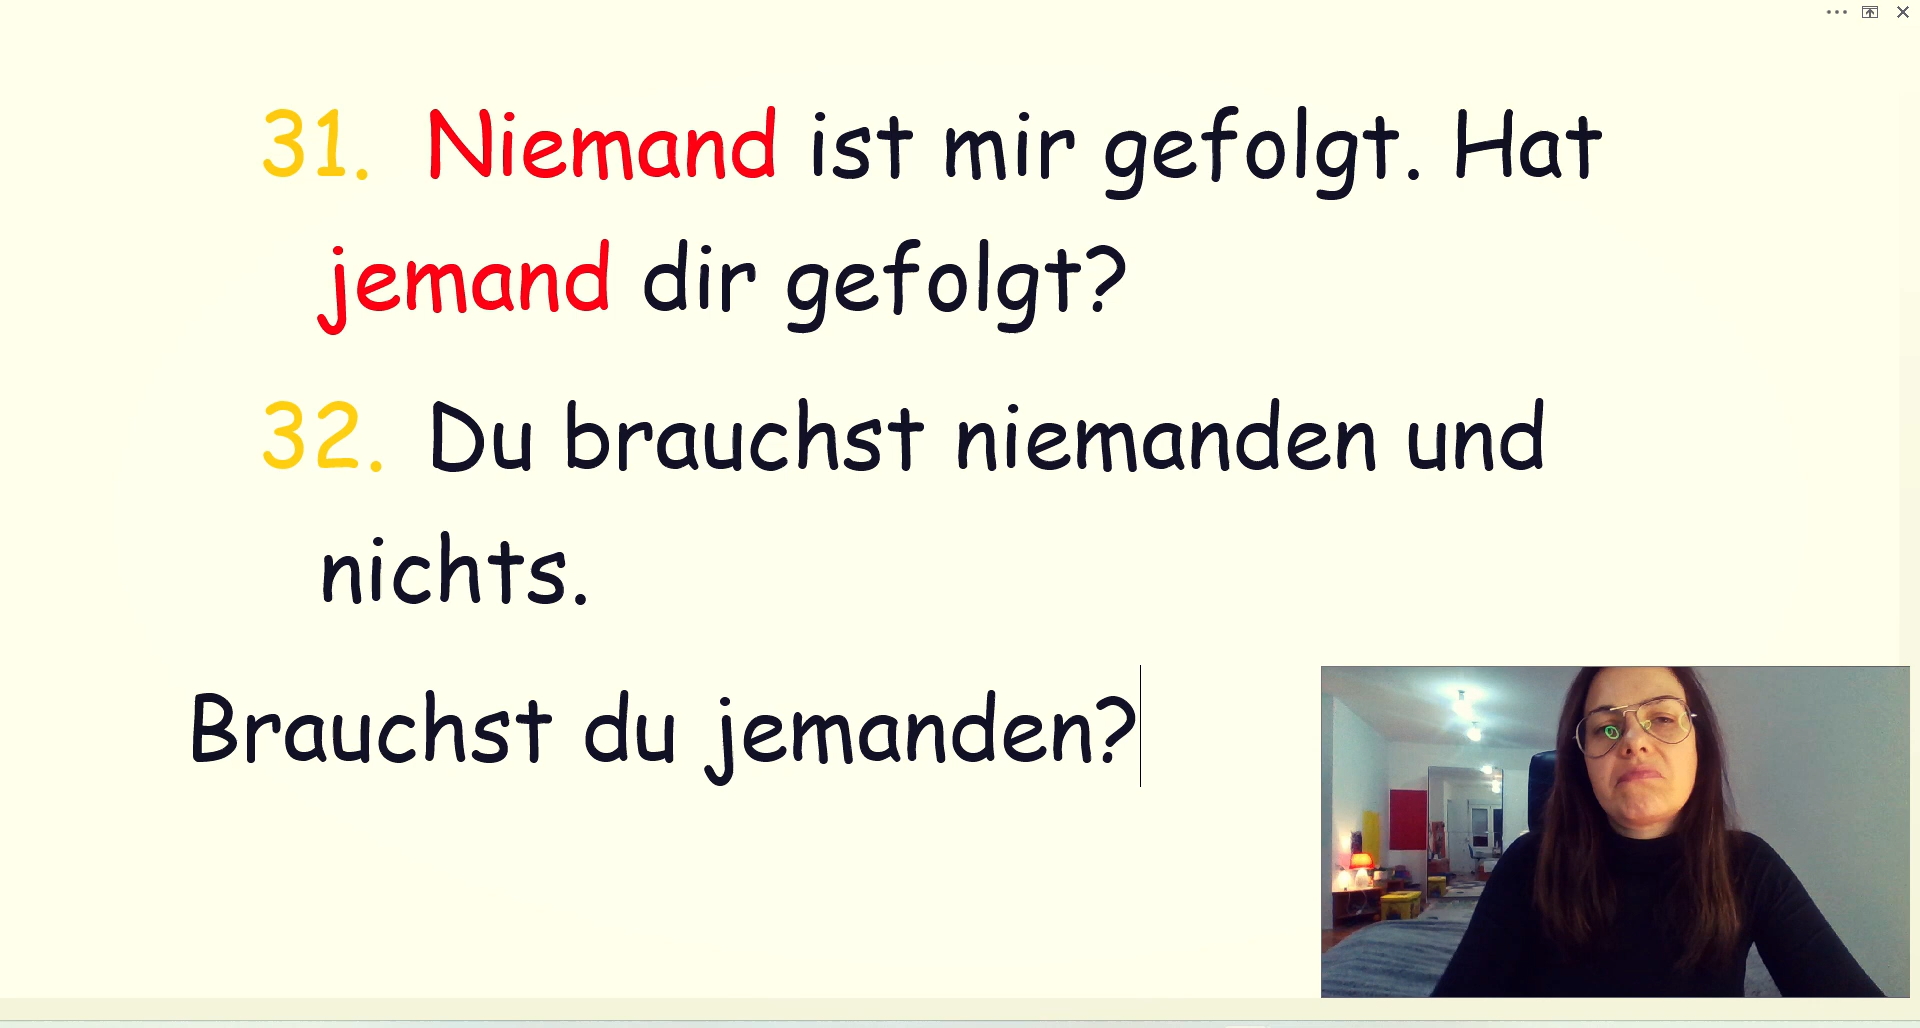 31. Niemand ist mir gefolgt. Hat
jemand dir gefolgt?
32. Du brauchst niemanden und
nichts.
Brauchst du jemanden?